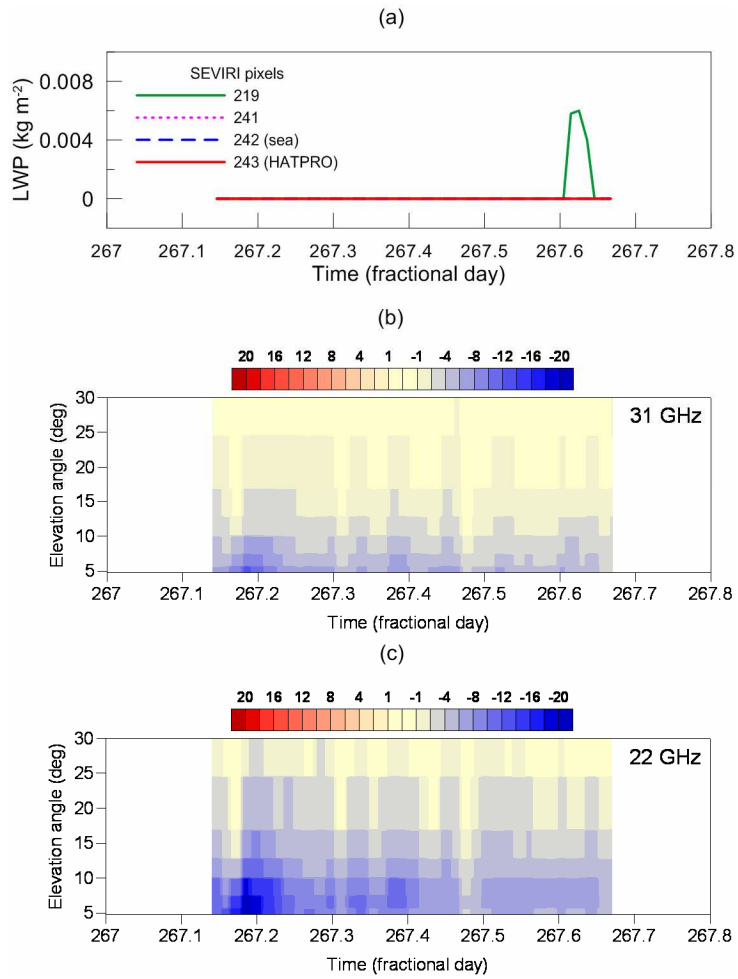 (a)
LWP (kg m-2)
0.008
0.004
0
SEVIRI pixels
219
241
242 (sea)
243 (HATPRO)
267 267.1 267.2 267.3 267.4 267.5 267.6 267.7 267.8
Time (fractional day)
(b)
20 16 12 8 4 1 -1 -4 -8 -12 -16 -20
Elevation angle (deg)
30
25
20
15
10
5
31 GHz
267 267.1 267.2 267.3 267.4 267.5 267.6 267.7 267.8
Time (fractional day)
(c)
20 16 12 8 4 1 -1 -4 -8 -12 -16 -20
Elevation angle (deg)
30
25
20
15
10
5
22 GHz
267 267.1 267.2 267.3 267.4 267.5 267.6 267.7 267.8
Time (fractional day)